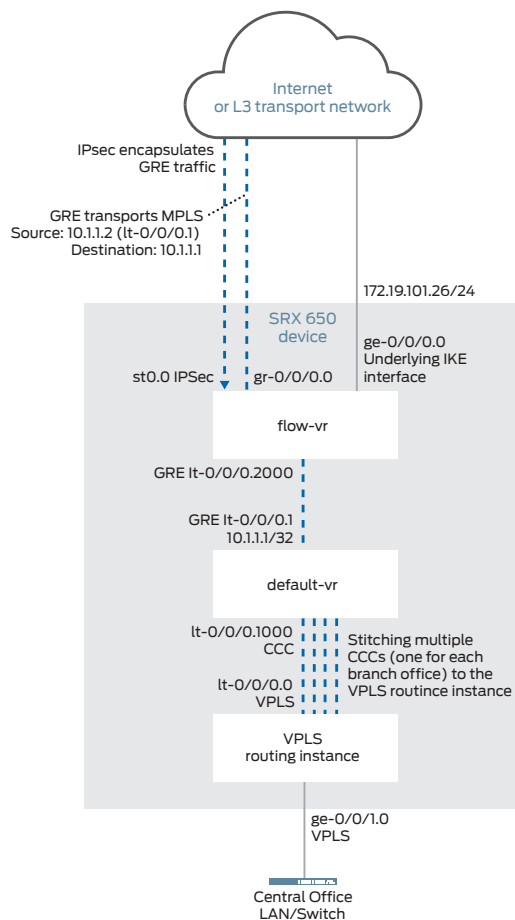 Internet
or L3 transport network
IPsec encapsulates
GRE traffic
GRE transports MPLS
Source: 10.1.1.2 (lt-0/0/0.1)
Destination: 10.1.1.1
172.19.101.26/24
SRX 650
device
ge-0/0/0.0
Underlying IKE
interface
st0.0 IPSec
gr-0/0/0.0
flow-vr
GRE lt-0/0/0.2000
GRE lt-0/0/0.1
10.1.1.1/32
default-vr
lt-0/0/0.1000
CCC
Stitching multiple
CCCs (one for each
branch office) to the
VPLS routince instance
lt-0/0/0.0
VPLS
VPLS
routing instance
ge-0/0/1.0
VPLS
Central Office
LAN/Switch